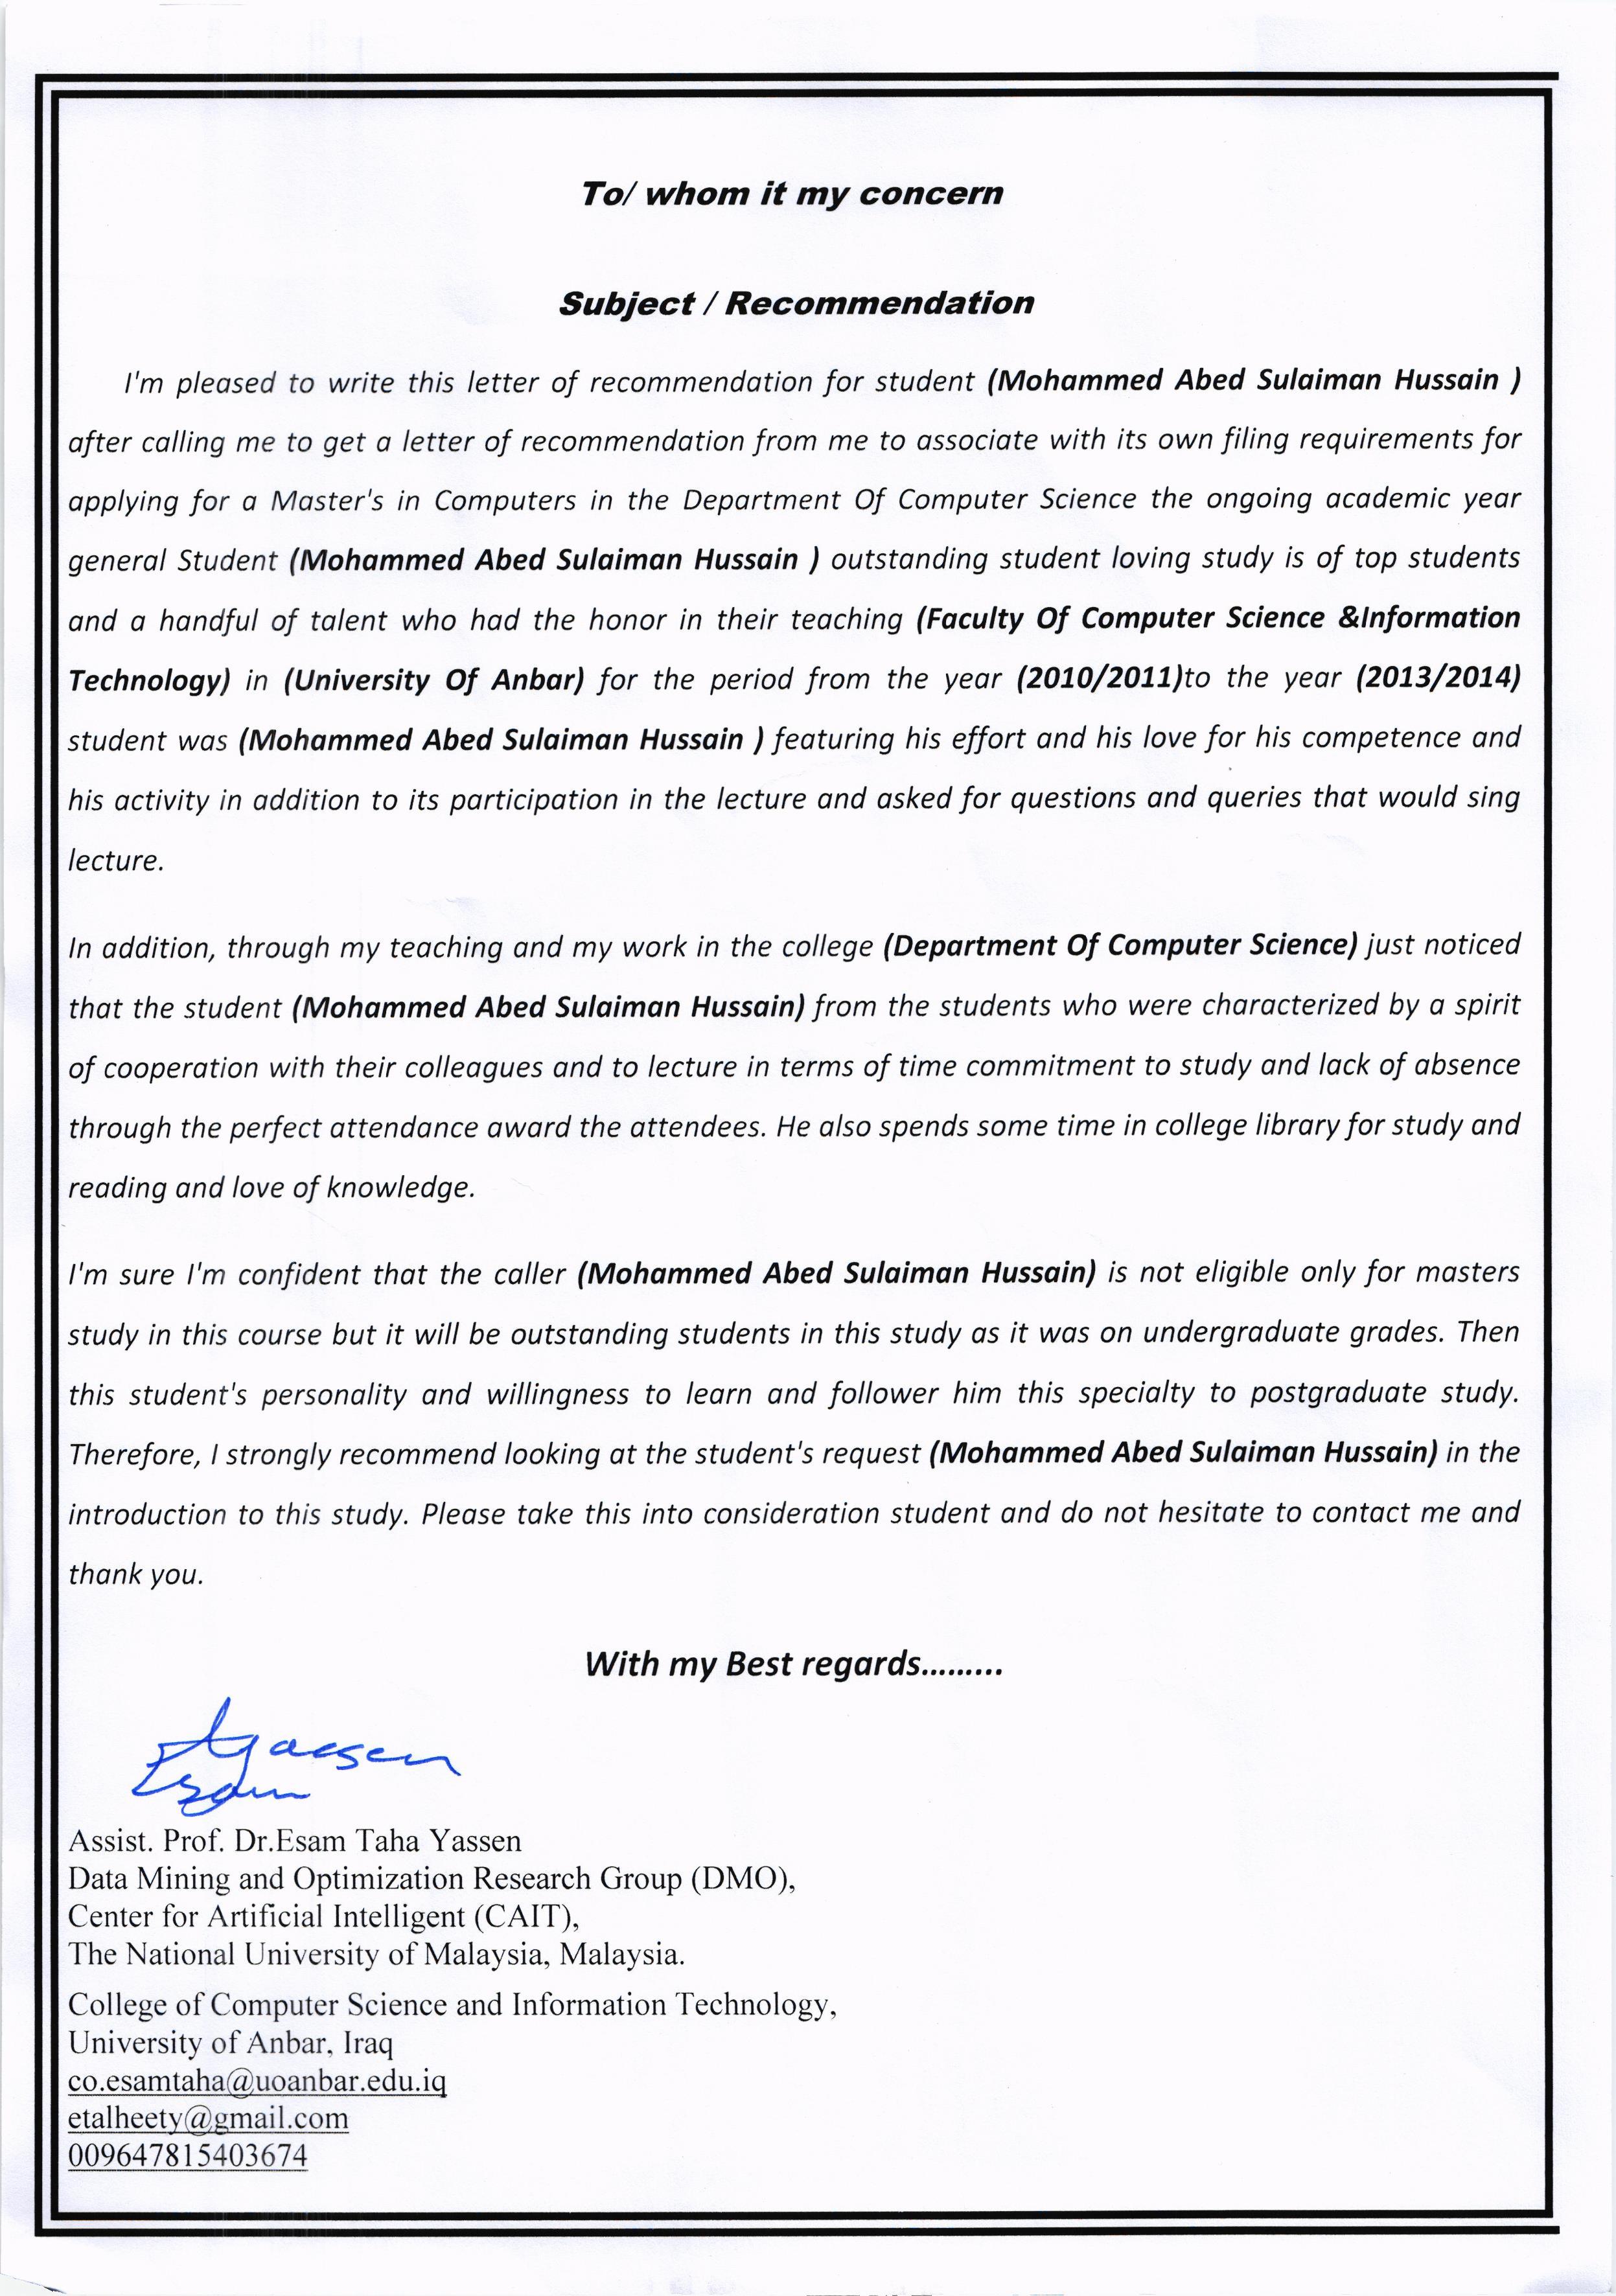 To/ whom it my concern
Subject / Recommendation
I'm pleased to write this letter of recommendation for student (Mohammed Abed Sulaiman Hussain )
after calling me to get a letter of recommendation from me to associate with its own filing requirements for
applying for a Master's in Computers in the Department Of Computer Science the ongoing academic year
general Student (Mohammed Abed Sulaiman Hussain ) outstanding student loving study is of top students
and a handful of talent who had the honor in their teaching (Faculty Of Computer Science &Information
Technology) in (University Of Anbar) for the period from the year (2010/2011)to the year (2013/2014)
student was (Mohammed Abed Sulaiman Hussain ) featuring his effort and his love for his competence and
his activity in addition to its participation in the lecture and asked for questions and queries that would sing
lecture.
In addition, through my teaching and my work in the college (Department Of Computer Science) just noticed
that the student (Mohammed Abed Sulaiman Hussain) from the students who were characterized by a spirit
of cooperation with their colleagues and to lecture in terms of time commitment to study and lack of absence
through the perfect attendance award the attendees. He also spends some time in college library for study and
reading and love of knowledge.
I'm sure I'm confident that the caller (Mohammed Abed Sulaiman Hussain) is not eligible only for masters
study in this course but it will be outstanding students in this study as it was on undergraduate grades. Then
this student's personality and willingness to learn and follower him this specialty to postgraduate study.
Therefore, I strongly recommend looking at the student's request (Mohammed Abed Sulaiman Hussain) in the
introduction to this study. Please take this into consideration student and do not hesitate to contact me and
thank you.
With my Best regards.........
Yaessen
Esam
Assist. Prof. Dr.Esam Taha Yassen
Data Mining and Optimization Research Group (DMO),
Center for Artificial Intelligent (CAIT),
The National University of Malaysia, Malaysia.
College of Computer Science and Information Technology,
University of Anbar, Iraq
co.esamtaha@uoanbar.edu.iq
etalheety@gmail.com
009647815403674